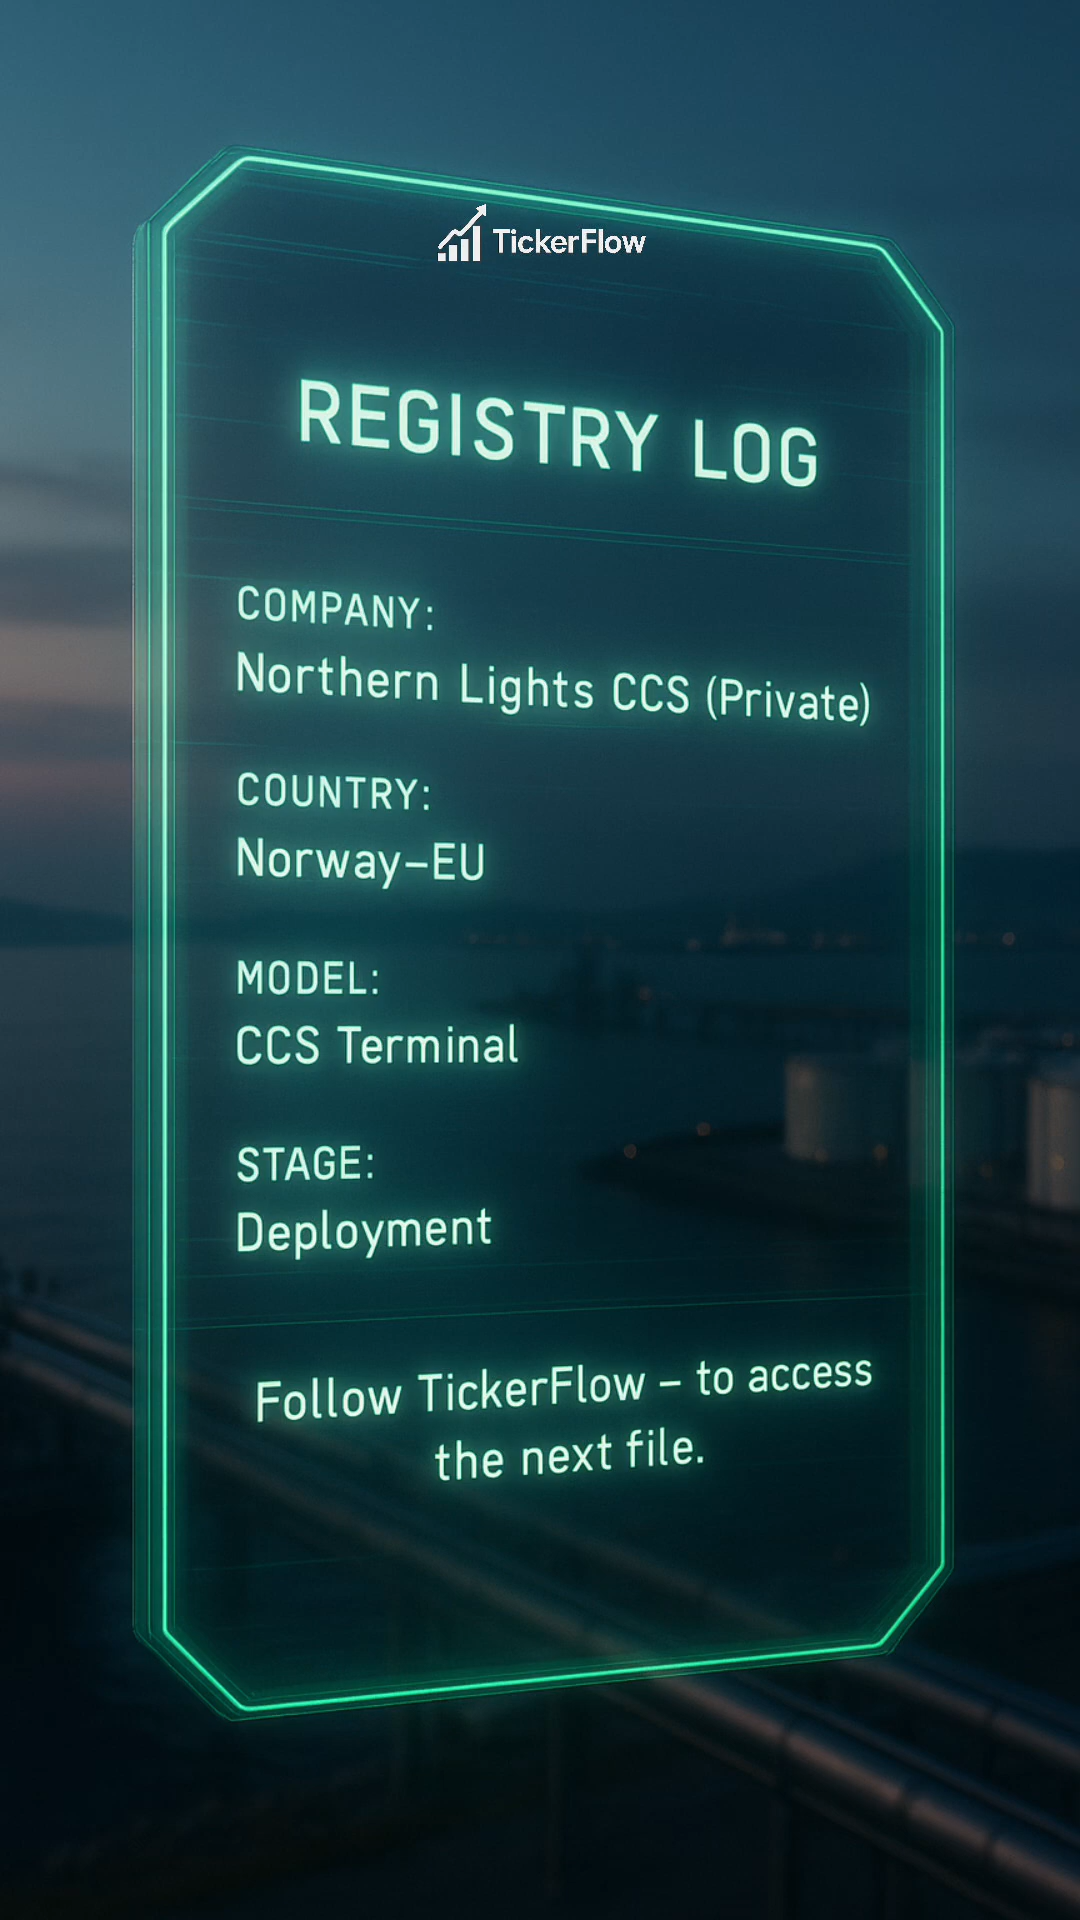 TickerFlow
REGISTRY LOG
COMPANY:
Northern Lights CCS (Private)
COUNTRY:
Norway–EU
MODEL:
CCS Terminal
STAGE:
Deployment
Follow TickerFlow – to access
the next file.